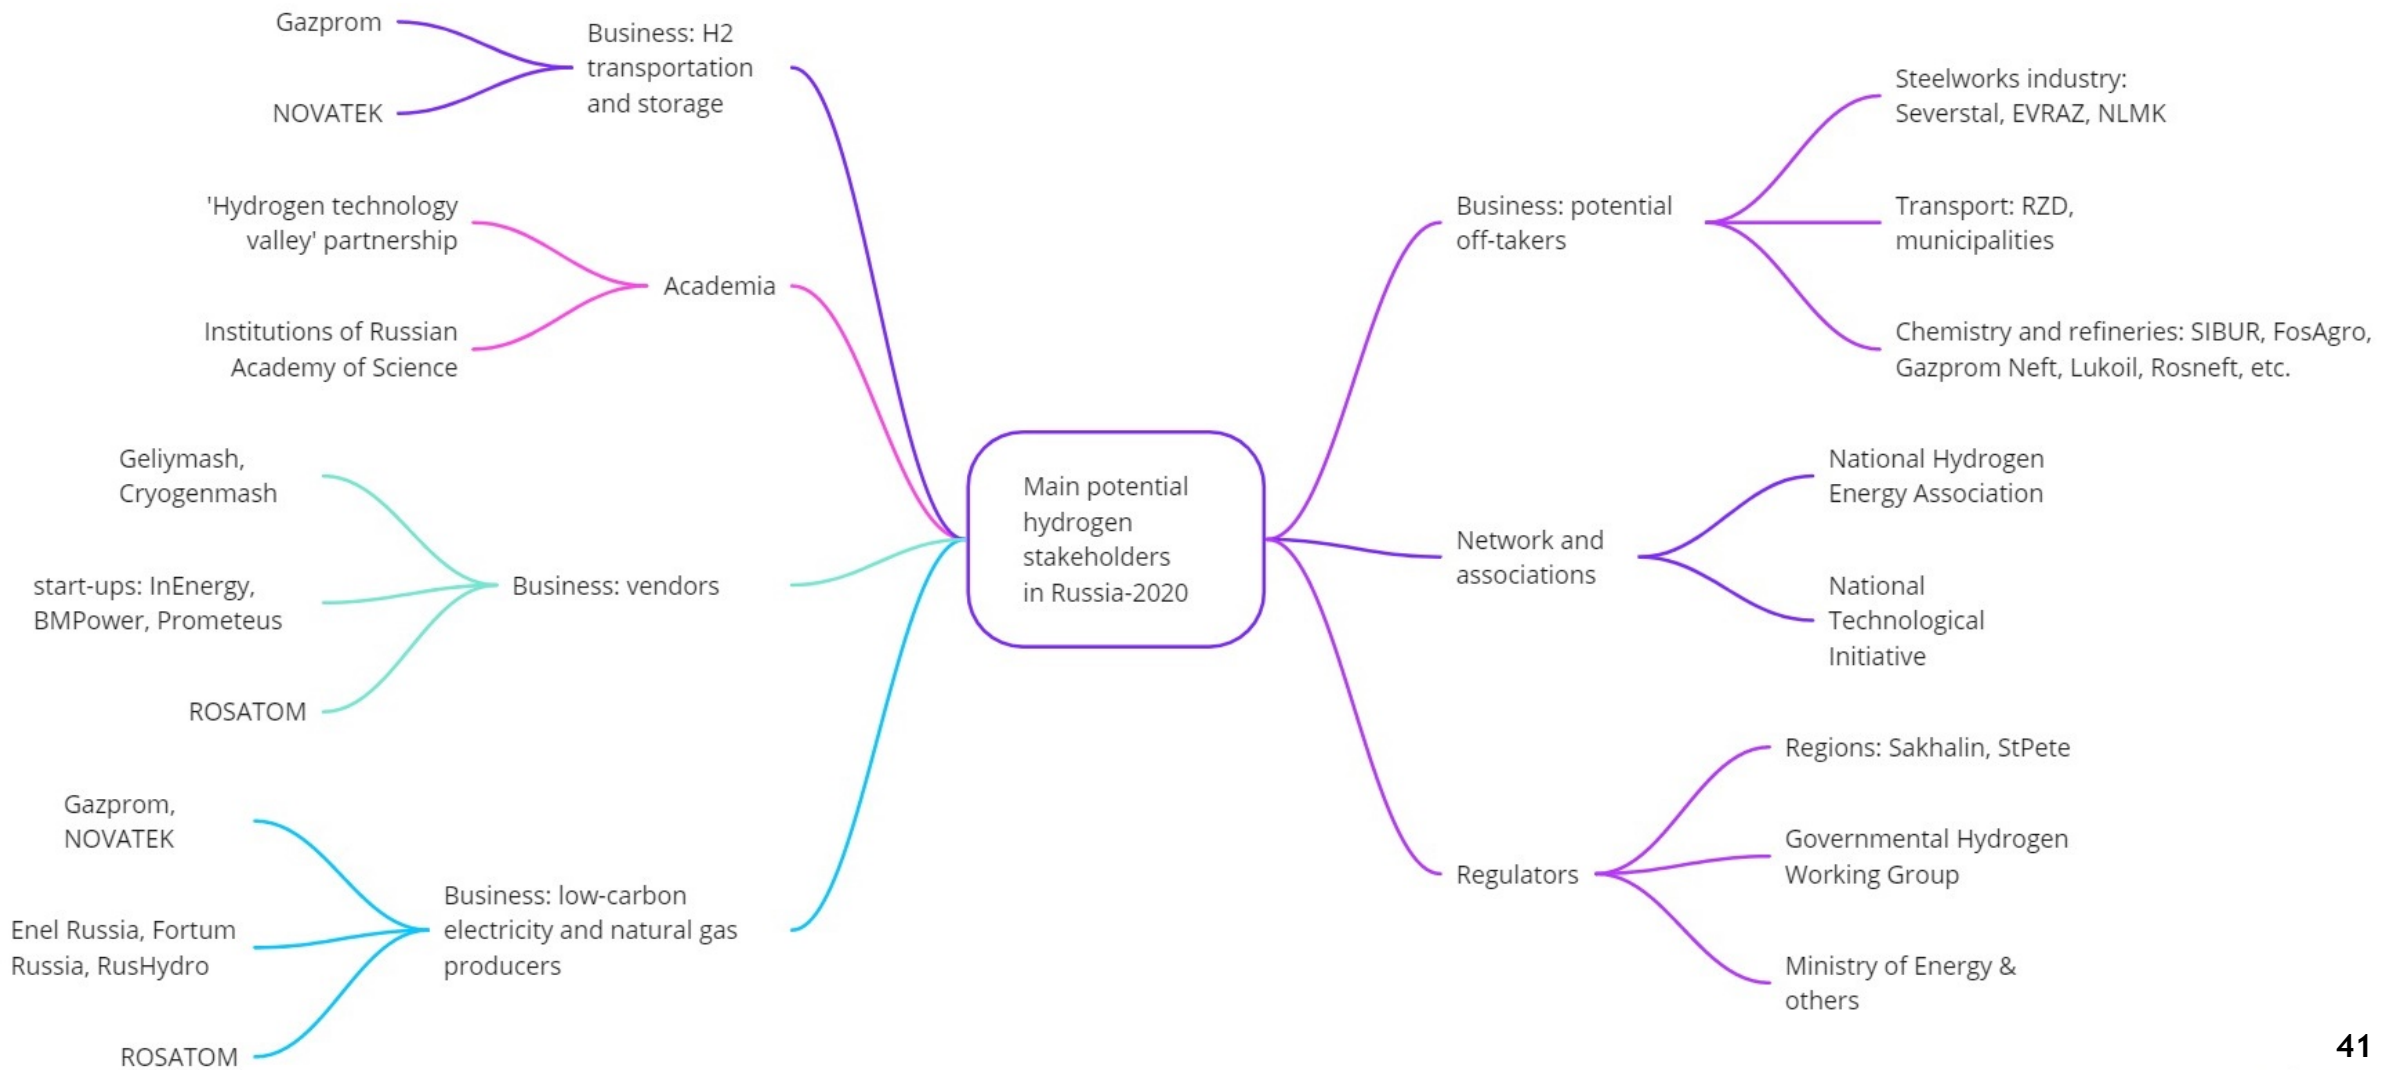 Gazprom
NOVATEK
Business: H2
transportation
and storage
'Hydrogen technology
valley' partnership
Institutions of Russian
Academy of Science
Academia
Geliymash,
Cryogenmash
start-ups: InEnergy,
BMPower, Prometeus
ROSATOM
Business: vendors
Gazprom,
NOVATEK
Enel Russia, Fortum
Russia, RusHydro
ROSATOM
Business: low-carbon
electricity and natural gas
producers
Main potential
hydrogen
stakeholders
in Russia-2020
Business: potential
off-takers
Steelworks industry:
Severstal, EVRAZ, NLMK
Transport: RZD,
municipalities
Chemistry and refineries: SIBUR, FosAgro,
Gazprom Neft, Lukoil, Rosneft, etc.
Network and
associations
National Hydrogen
Energy Association
National
Technological
Initiative
Regulators
Regions: Sakhalin, StPete
Governmental Hydrogen
Working Group
Ministry of Energy &
others
41